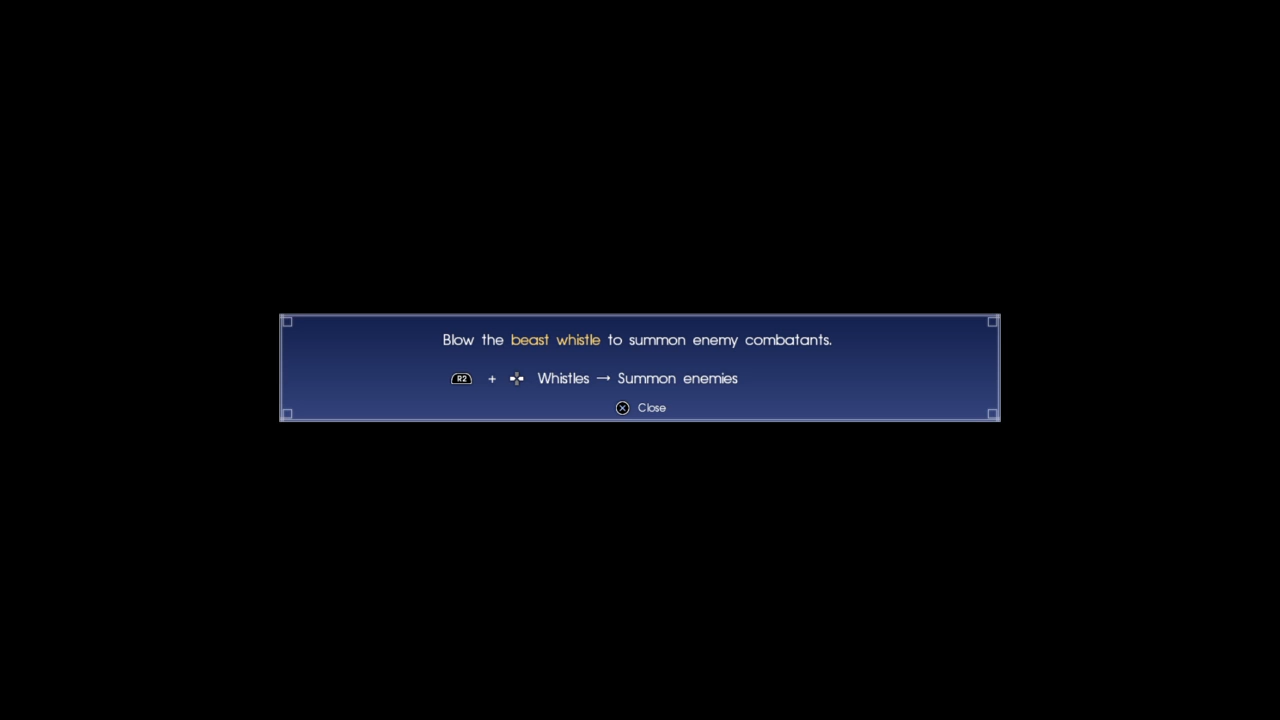 Blow the beast whistle to summon enemy combatants.
R2 + Whistles → Summon enemies
Close